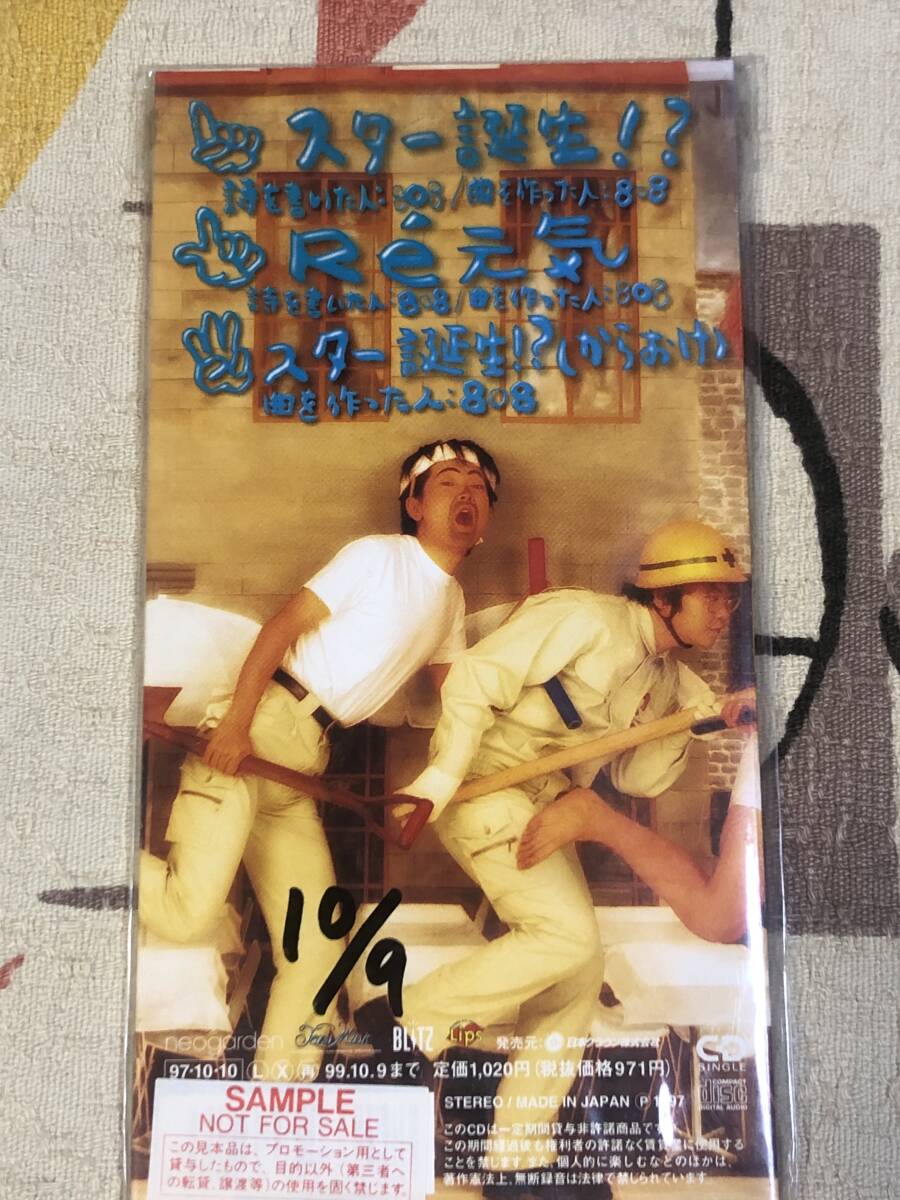 スター誕生!?
詩を書いた人:808/曲を作った人:808
Ré元気
詩を書いた人:808/曲を作った人:808
スター誕生!?(からおけ)
曲を作った人:808
10/9
neogarden
BLITZ
Lips
発売元:日本クラウン株式会社
CD
SINGLE
97·10·10 L X 再 99.10.9まで 定価1,020円(税抜価格971円)
COMPACT
disc
DIGITAL AUDIO
STEREO / MADE IN JAPAN P 1997
SAMPLE
NOT FOR SALE
この見本品は、プロモーション用として
貸与したもので、目的以外(第三者へ
の転貸、譲渡等)の使用を固く禁じます。
このCDは一定期間貸与非許諾商品です。
この期間経過後も権利者の許諾なく賃貸業に使用する
ことを禁じます。また、個人的に楽しむなどのほかは、
著作権法上、無断録音は法律で禁じられています。